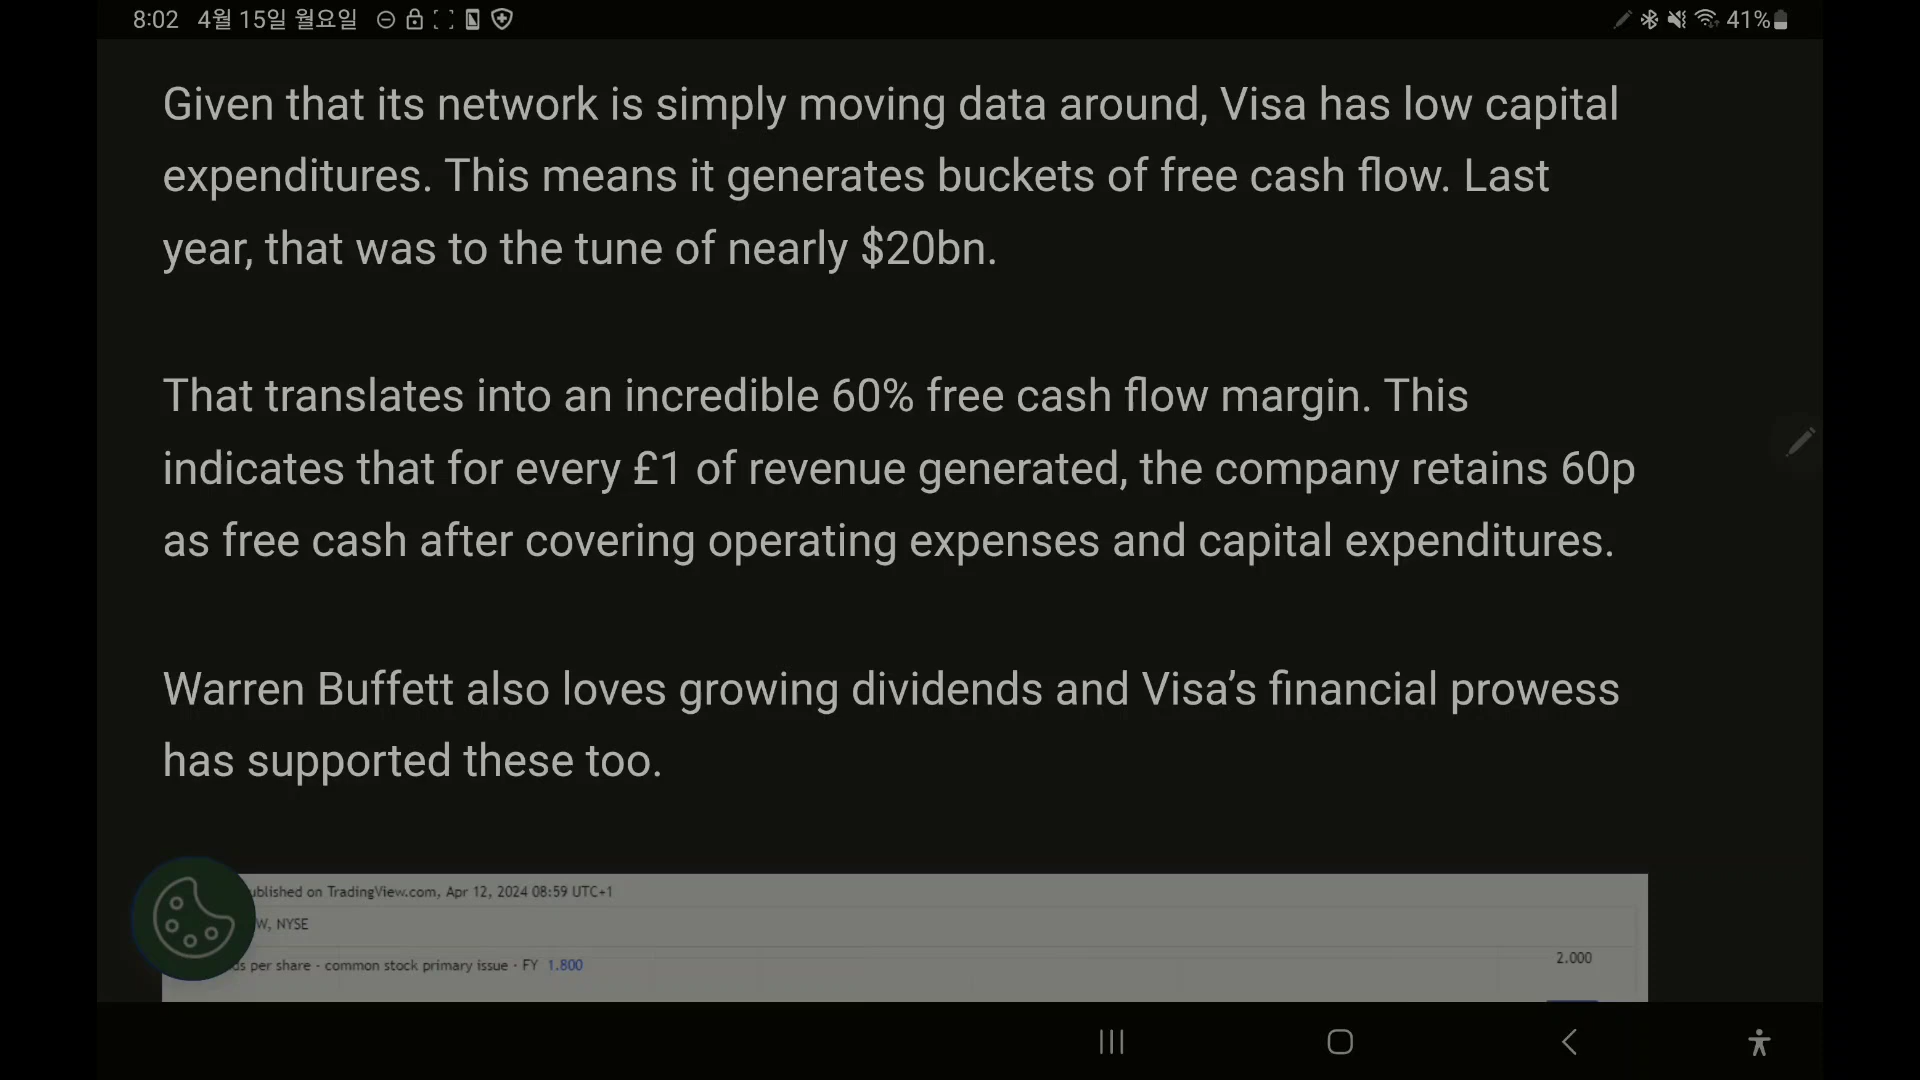 8:02 4월 15일 월요일 41%
Given that its network is simply moving data around, Visa has low capital
expenditures. This means it generates buckets of free cash flow. Last
year, that was to the tune of nearly $20bn.
That translates into an incredible 60% free cash flow margin. This
indicates that for every £1 of revenue generated, the company retains 60p
as free cash after covering operating expenses and capital expenditures.
Warren Buffett also loves growing dividends and Visa’s financial prowess
has supported these too.
ublished on TradingView.com, Apr 12, 2024 08:59 UTC+1
W, NYSE
ds per share - common stock primary issue · FY 1.800
2.000